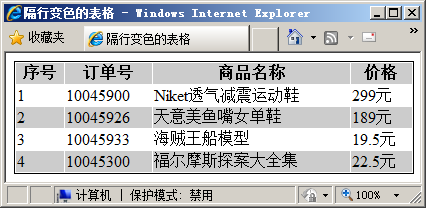 隔行变色的表格 - Windows Internet Explorer
收藏夹 隔行变色的表格
序号 订单号 商品名称 价格
1 10045900 Niket透气减震运动鞋 299元
2 10045926 天意美鱼嘴女单鞋 189元
3 10045933 海贼王船模型 19.5元
4 10045300 福尔摩斯探案大全集 22.5元
计算机 | 保护模式: 禁用 100%